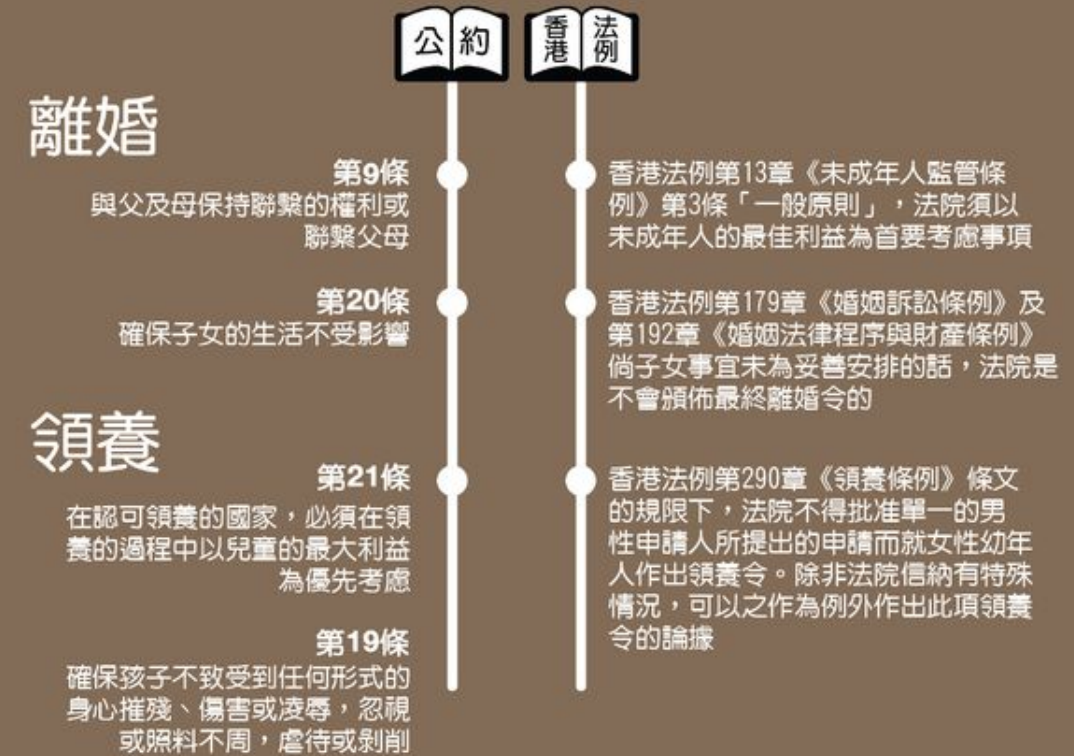 公約
香港法例
離婚
第9條
與父及母保持聯繫的權利或
聯繫父母
香港法例第13章《未成年人監管條
例》第3條「一般原則」，法院須以
未成年人的最佳利益為首要考慮事項
第20條
確保子女的生活不受影響
香港法例第179章《婚姻訴訟條例》及
第192章《婚姻法律程序與財產條例》
倘子女事宜未為妥善安排的話，法院是
不會頒佈最終離婚令的
領養
第21條
在認可領養的國家，必須在領
養的過程中以兒童的最大利益
為優先考慮
香港法例第290章《領養條例》條文
的規限下，法院不得批准單一的男
性申請人所提出的申請而就女性幼年
人作出領養令。除非法院信納有特殊
情況，可以之作為例外作出此項領養
令的論據
第19條
確保孩子不致受到任何形式的
身心摧殘、傷害或凌辱，忽視
或照料不周，虐待或剝削